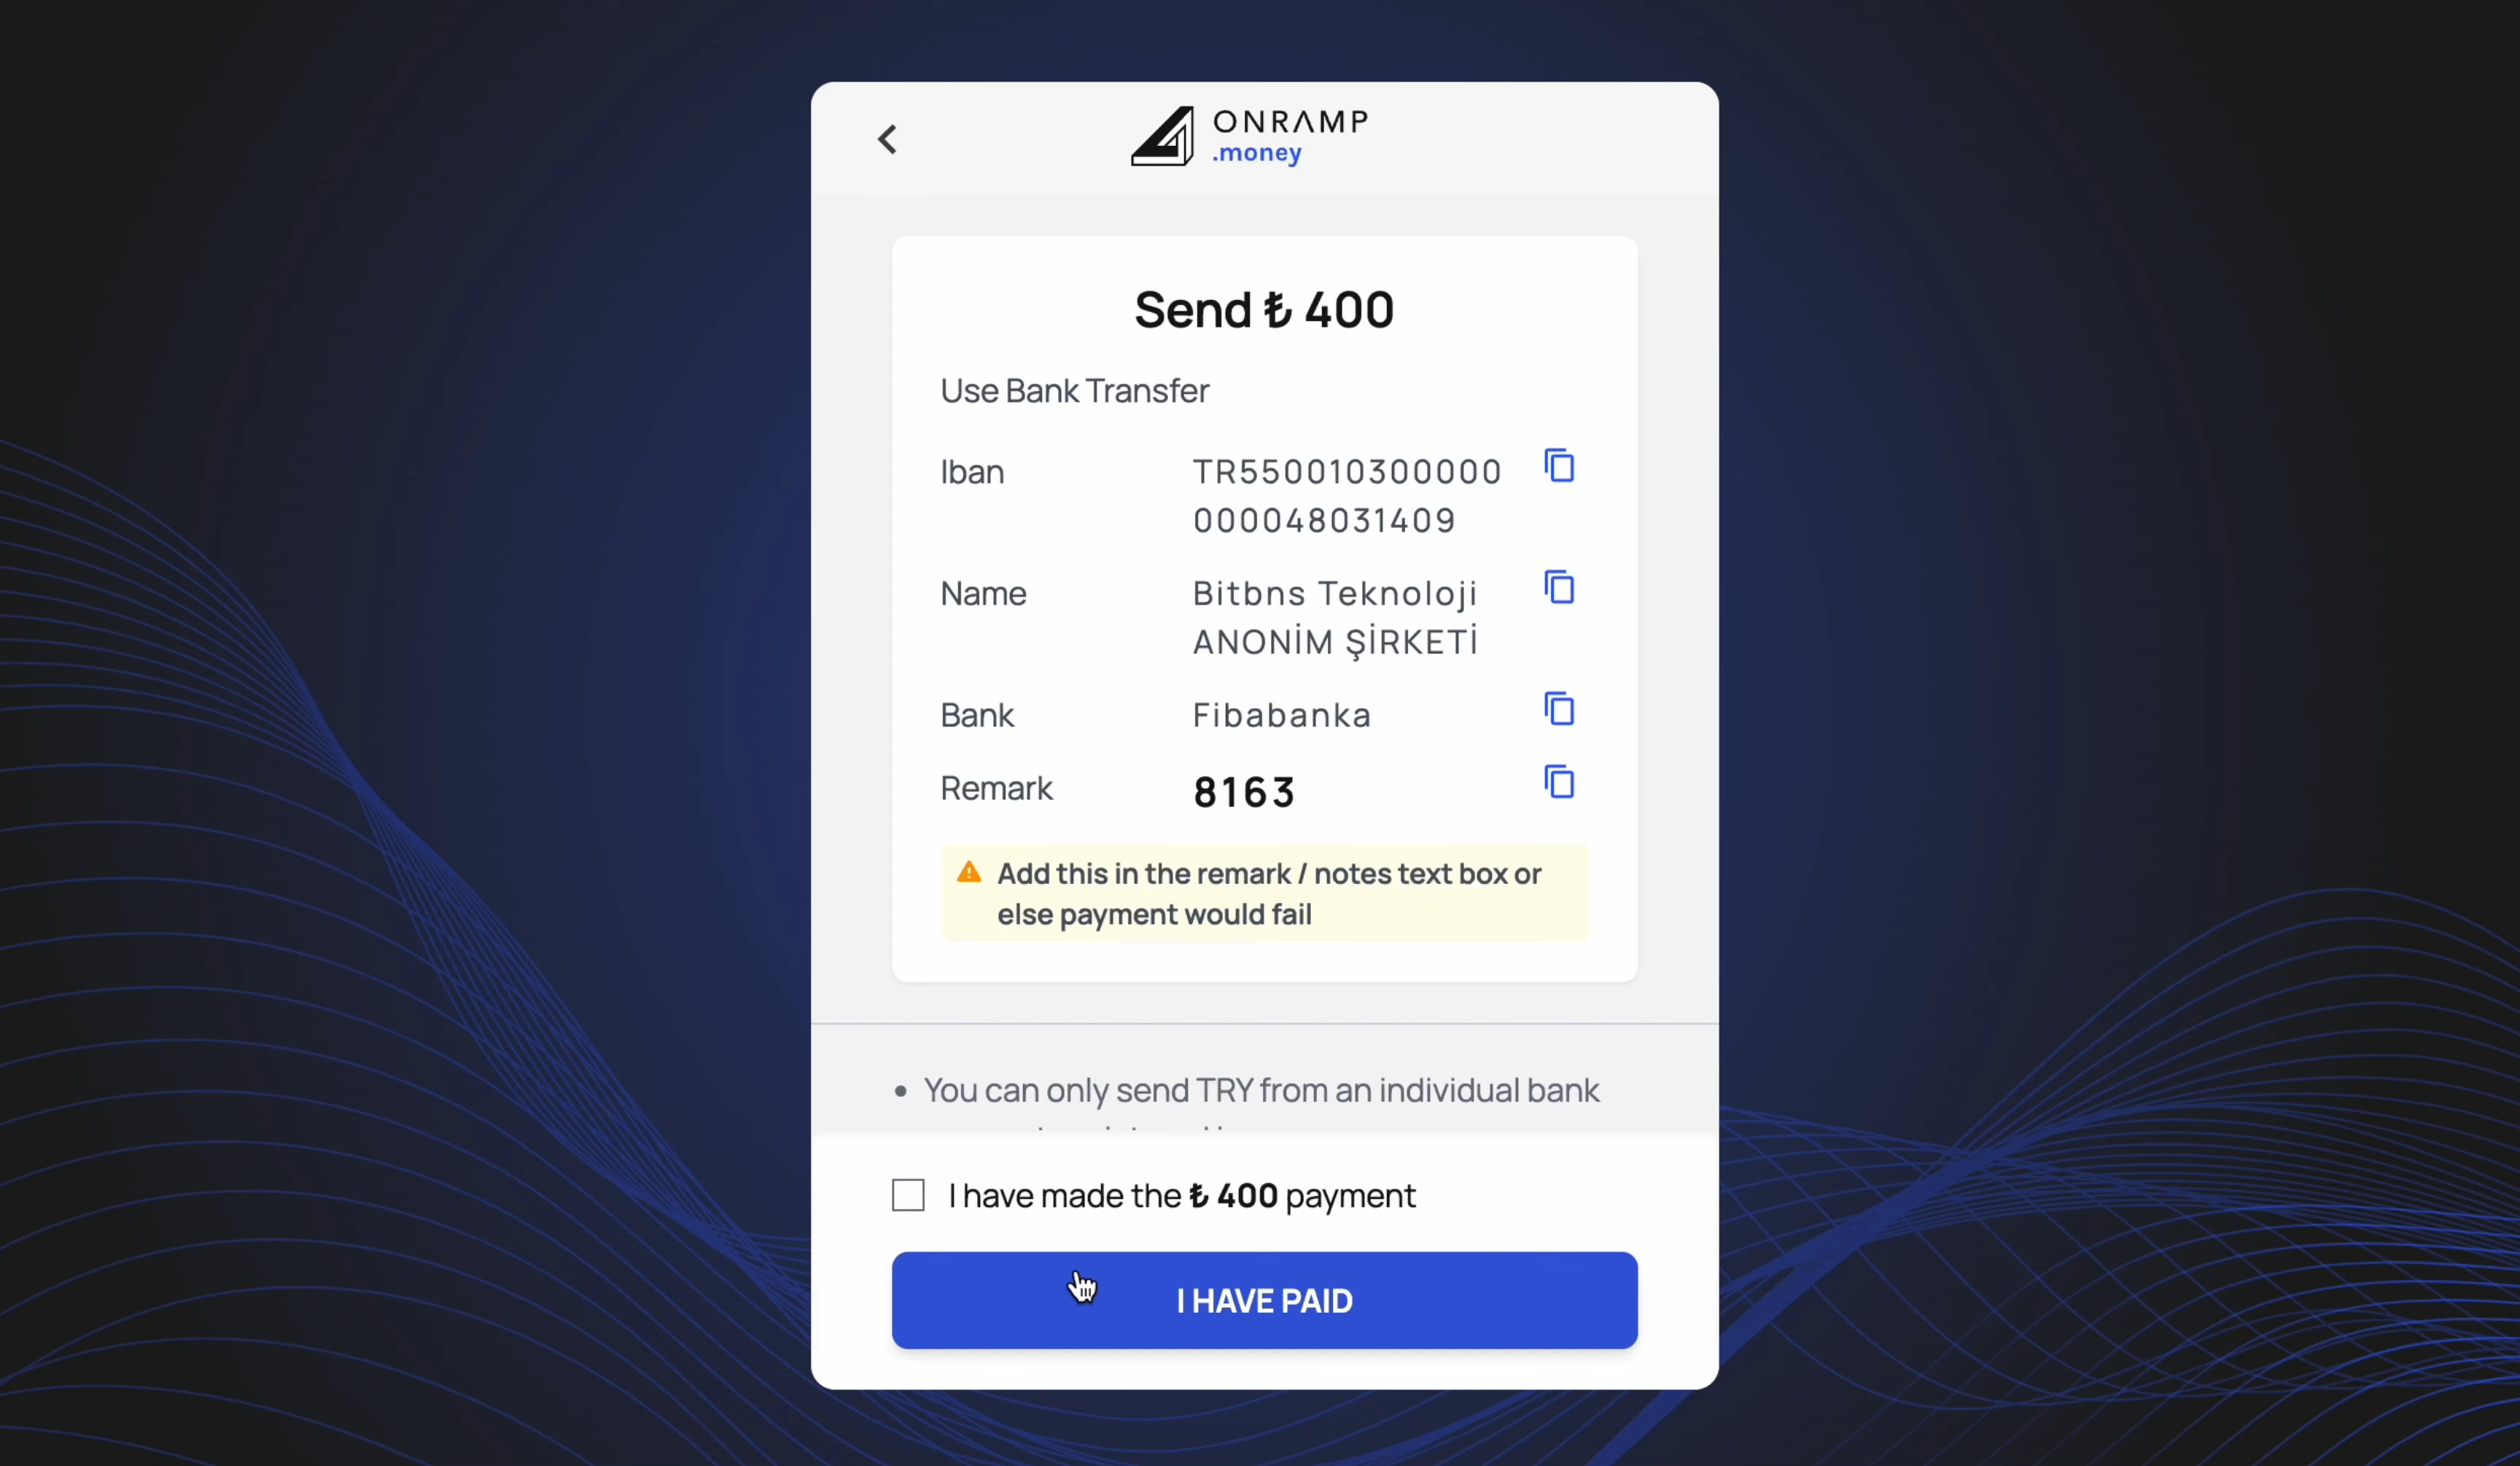 ONRAMP
.money
Send ₺ 400
Use Bank Transfer
Iban
TR550010300000
000048031409
Name
Bitbns Teknoloji
ANONİM ŞİRKETİ
Bank
Fibabanka
Remark
8163
Add this in the remark / notes text box or
else payment would fail
• You can only send TRY from an individual bank
I have made the ₺ 400 payment
I HAVE PAID